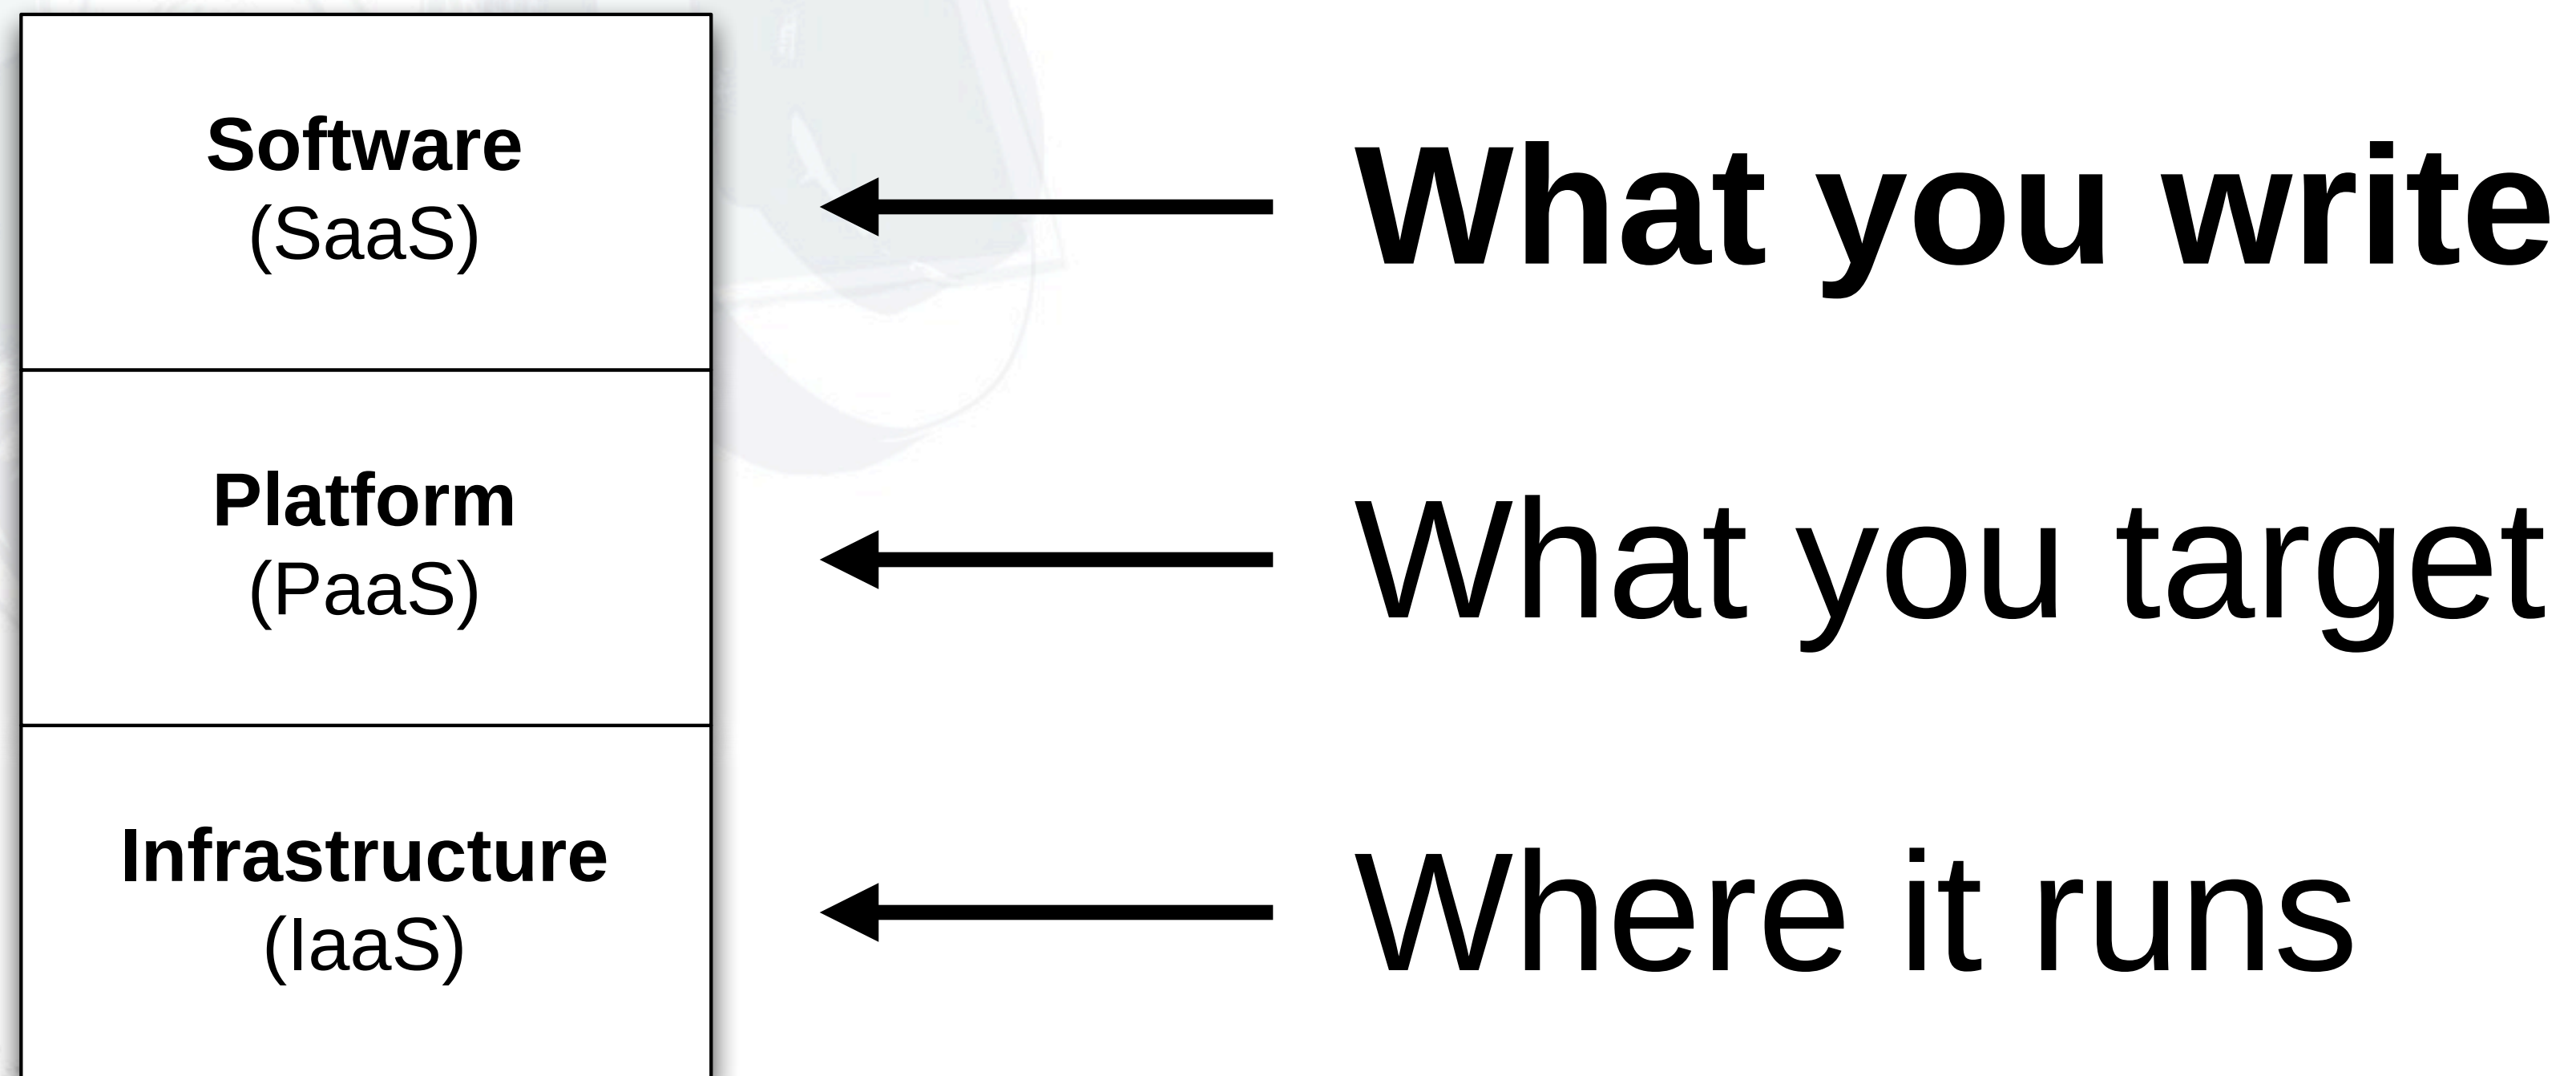 Software
(SaaS)
What you write
Platform
(PaaS)
What you target
Infrastructure
(IaaS)
Where it runs